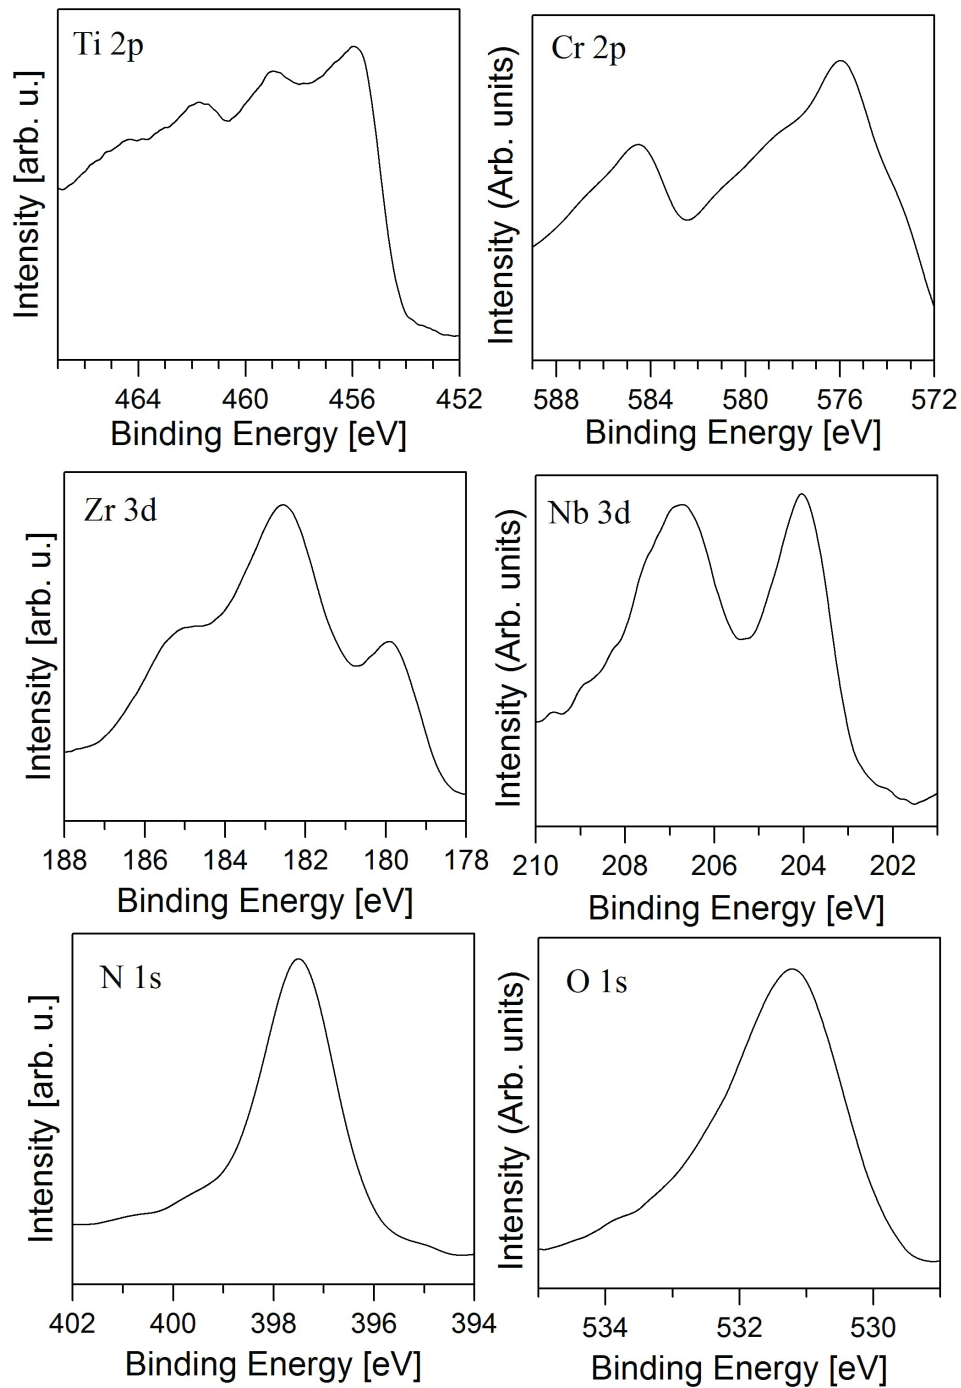 Ti 2p
Intensity [arb. u.]
464 460 456 452
Binding Energy [eV]
Cr 2p
Intensity (Arb. units)
588 584 580 576 572
Binding Energy [eV]
Zr 3d
Intensity [arb. u.]
188 186 184 182 180 178
Binding Energy [eV]
Nb 3d
Intensity (Arb. units)
210 208 206 204 202
Binding Energy [eV]
N 1s
Intensity [arb. u.]
402 400 398 396 394
Binding Energy [eV]
O 1s
Intensity (Arb. units)
534 532 530
Binding Energy [eV]